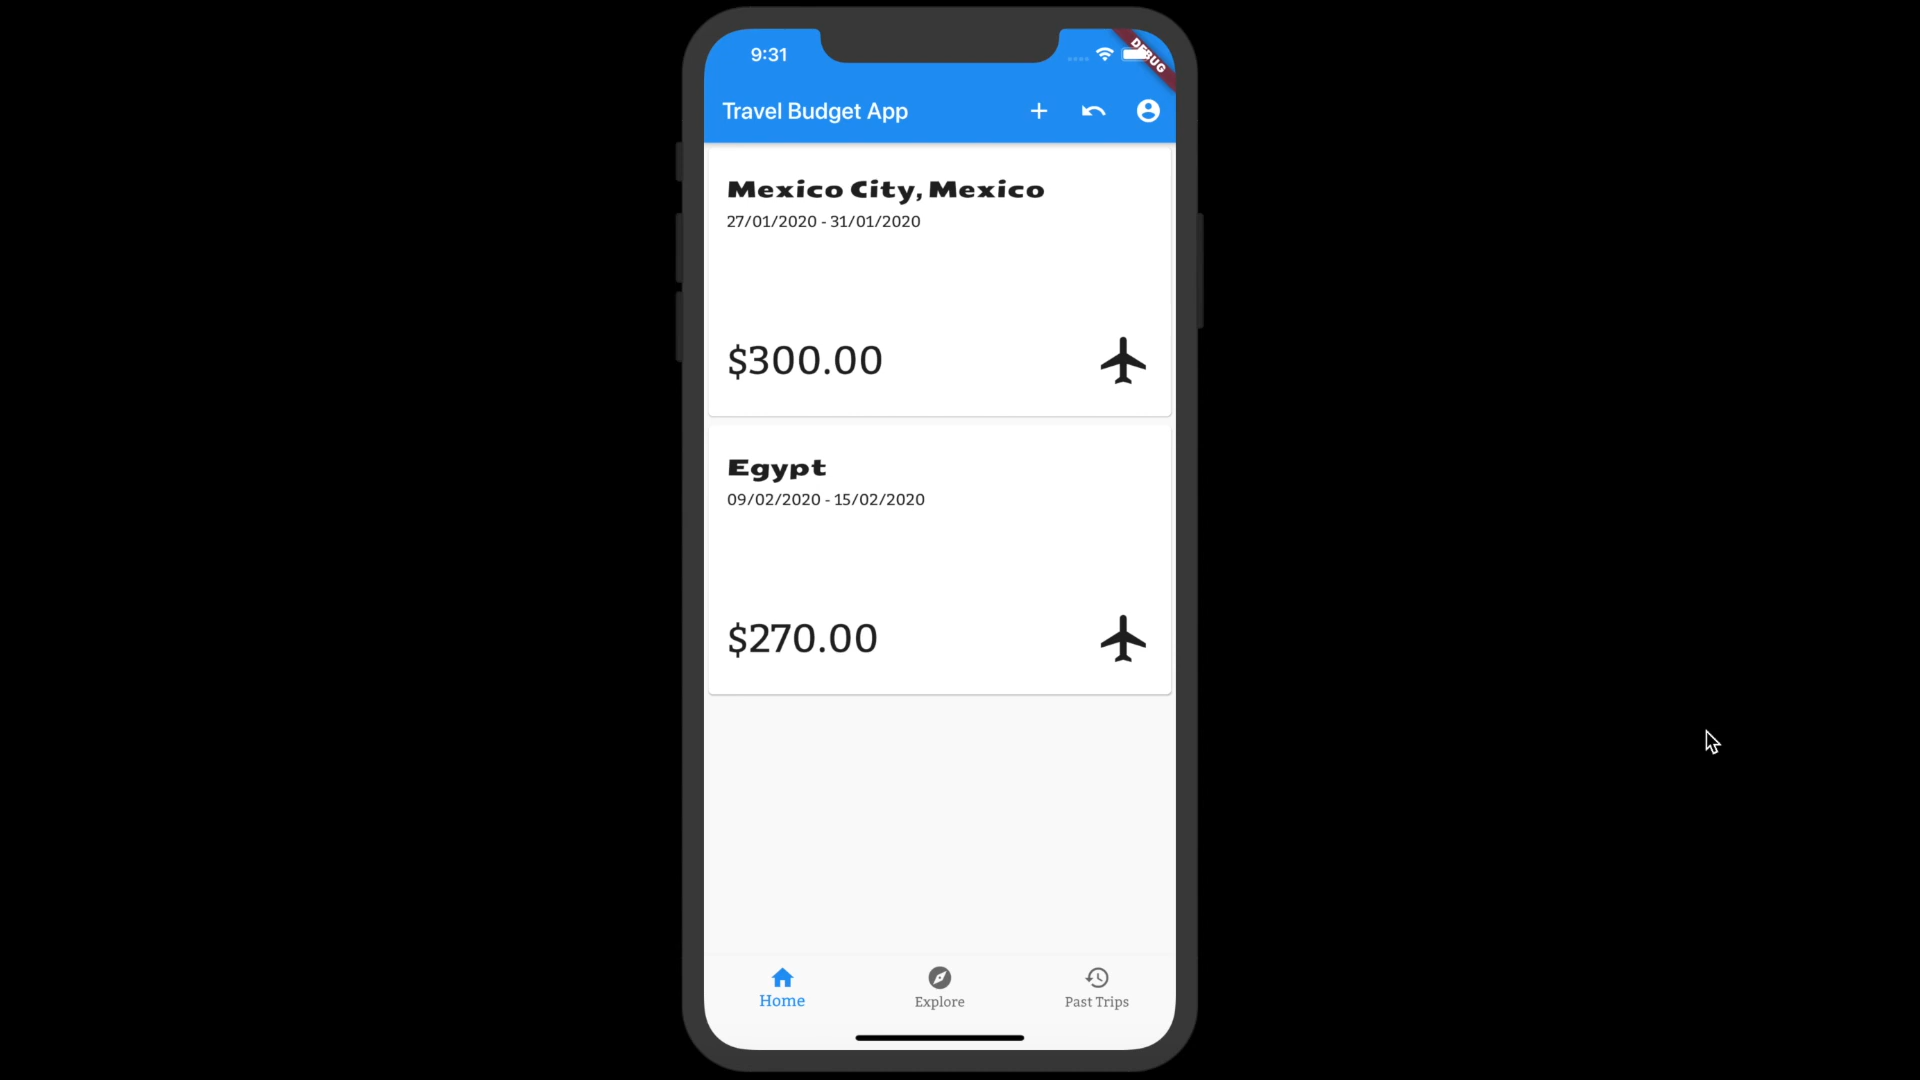 9:31
DEBUG
Travel Budget App
Mexico City, Mexico
27/01/2020 - 31/01/2020
$300.00
Egypt
09/02/2020 - 15/02/2020
$270.00
Home
Explore
Past Trips